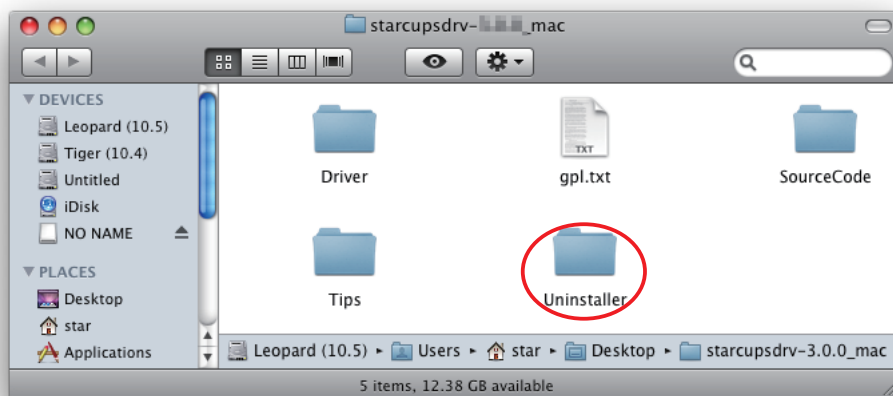 starcupsdrv-   _mac
DEVICES
Leopard (10.5)
Tiger (10.4)
Untitled
iDisk
NO NAME
PLACES
Desktop
star
Applications
Driver
TXT
gpl.txt
SourceCode
Tips
Uninstaller
Leopard (10.5) ▸ Users ▸ star ▸ Desktop ▸ starcupsdrv-3.0.0_mac
5 items, 12.38 GB available